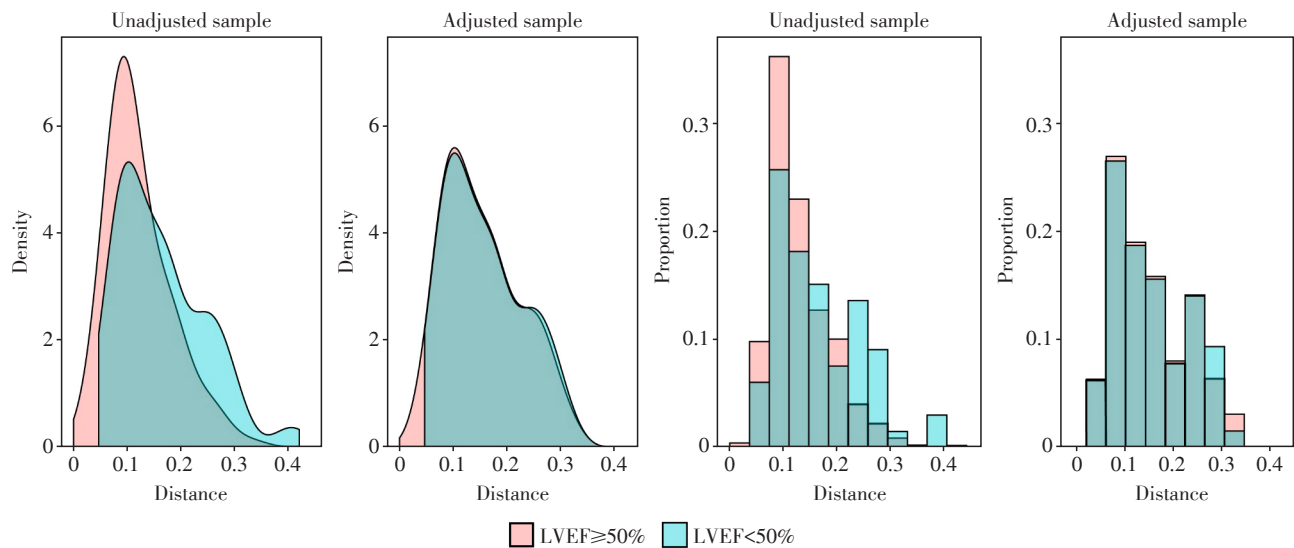 Unadjusted sample
Adjusted sample
Unadjusted sample
Adjusted sample
Density
6
4
2
0
0 0.1 0.2 0.3 0.4
Distance
Density
6
4
2
0
0 0.1 0.2 0.3 0.4
Distance
Proportion
0.3
0.2
0.1
0
0 0.1 0.2 0.3 0.4
Distance
Proportion
0.3
0.2
0.1
0
0 0.1 0.2 0.3 0.4
Distance
LVEF≥50% LVEF<50%